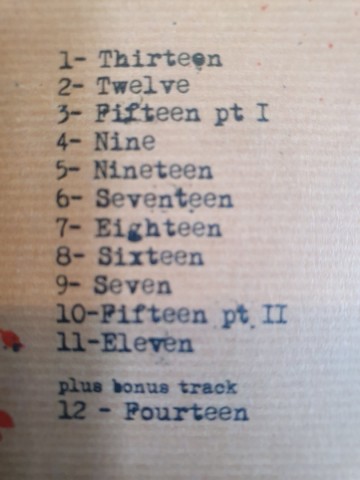 1- Thirteen
2- Twelve
3- Fifteen pt I
4- Nine
5- Nineteen
6- Seventeen
7- Eighteen
8- Sixteen
9- Seven
10-Fifteen pt II
11-Eleven
plus bonus track
12 - Fourteen